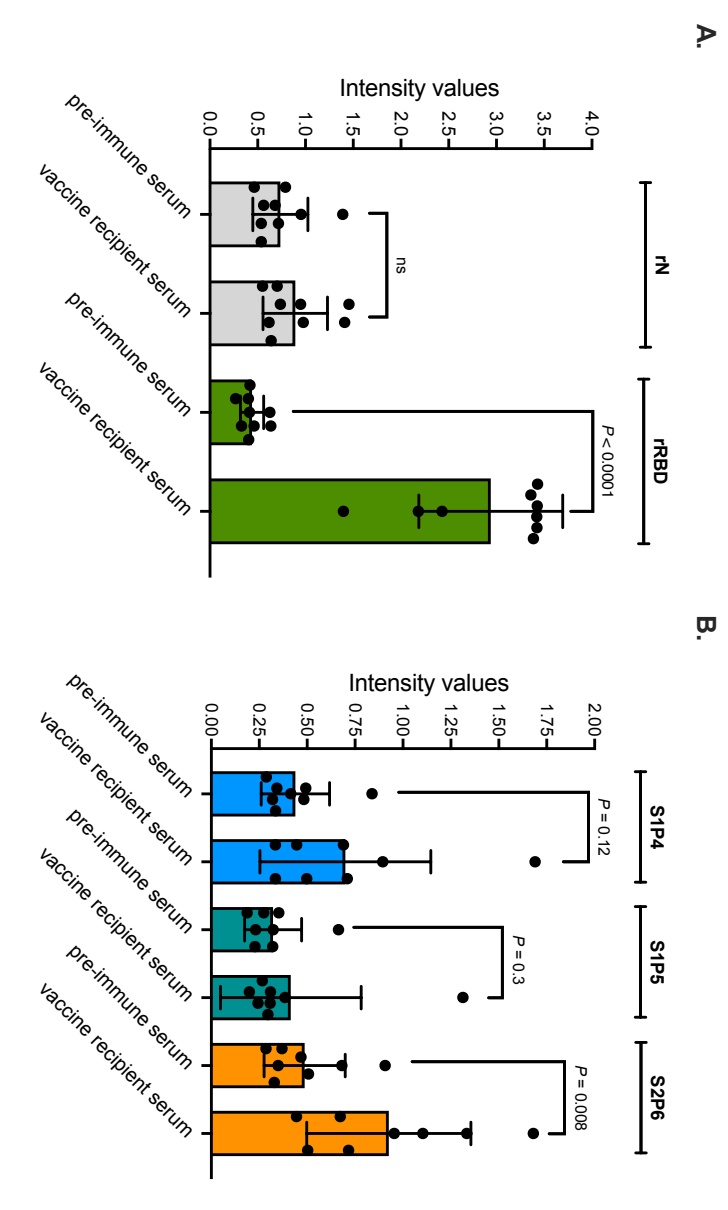 A.
Intensity values
4.0
3.5
3.0
2.5
2.0
1.5
1.0
0.5
0.0
rN
rRBD
ns
P < 0.0001
pre-immune serum
vaccine recipient serum
pre-immune serum
vaccine recipient serum
B.
Intensity values
2.00
1.75
1.50
1.25
1.00
0.75
0.50
0.25
0.00
S1P4
S1P5
S2P6
P = 0.12
P = 0.3
P = 0.008
pre-immune serum
vaccine recipient serum
pre-immune serum
vaccine recipient serum
pre-immune serum
vaccine recipient serum